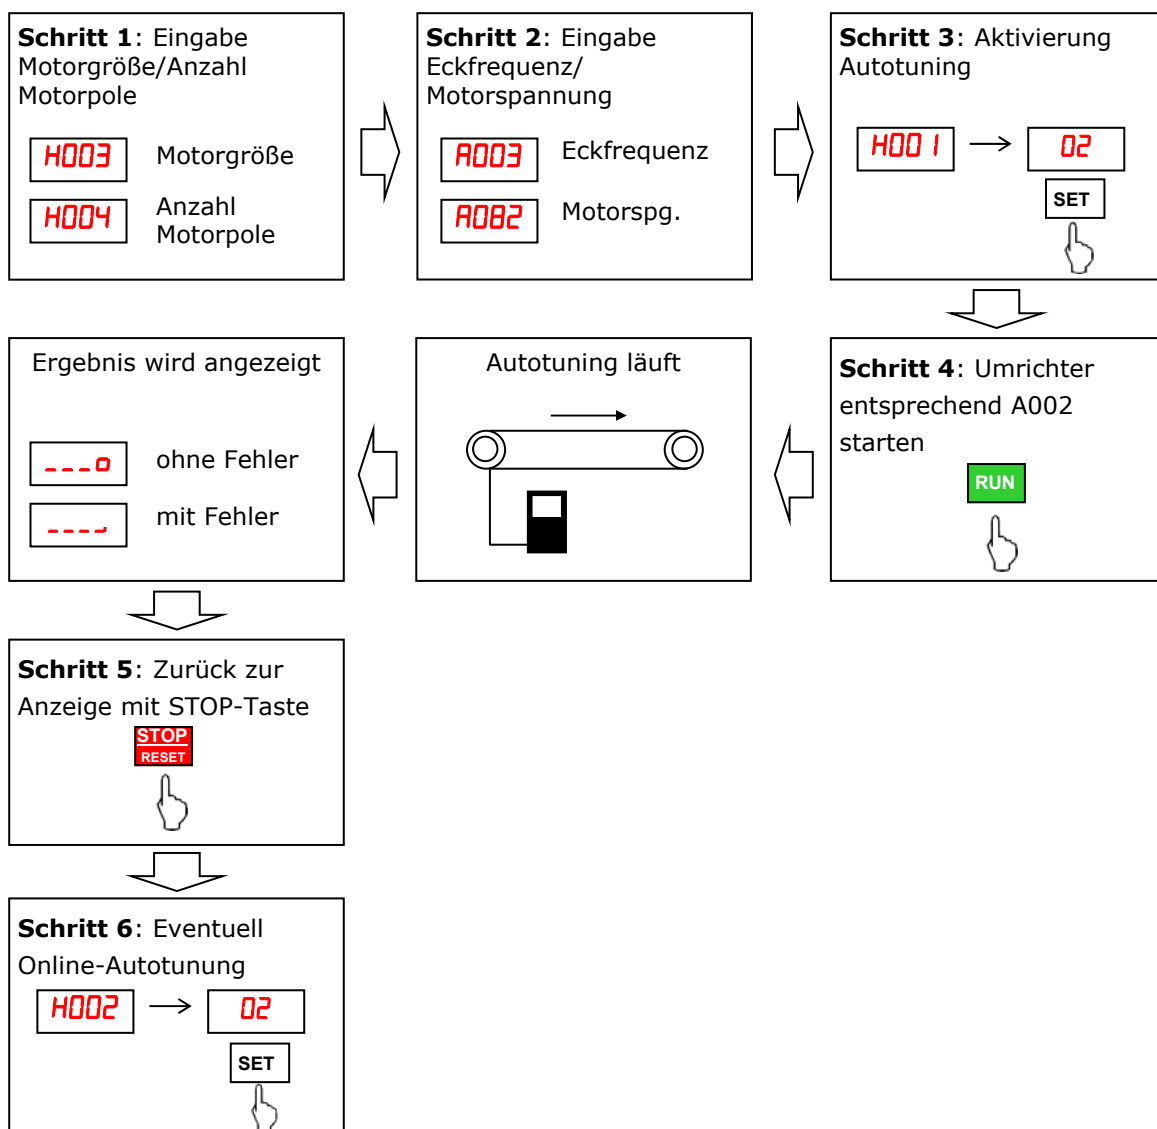 Schritt 1: Eingabe
Motorgröße/Anzahl
Motorpole
H003 Motorgröße
H004 Anzahl
Motorpole
Schritt 2: Eingabe
Eckfrequenz/
Motorspannung
A003 Eckfrequenz
A082 Motorspg.
Schritt 3: Aktivierung
Autotuning
H001 → 02
SET
Schritt 4: Umrichter
entsprechend A002
starten
RUN
Autotuning läuft
Ergebnis wird angezeigt
___o ohne Fehler
mit Fehler
Schritt 5: Zurück zur
Anzeige mit STOP-Taste
STOP
RESET
Schritt 6: Eventuell
Online-Autotunung
H002 → 02
SET